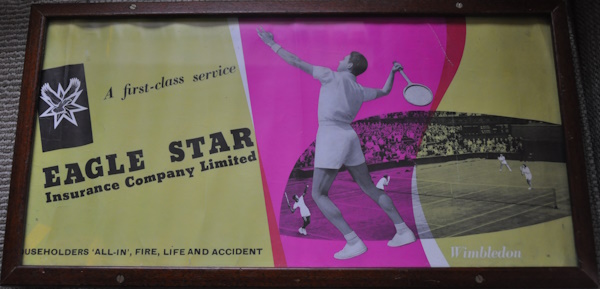 A first-class service
EAGLE STAR
Insurance Company Limited
USEHOLDERS 'ALL-IN', FIRE, LIFE AND ACCIDENT
Wimbledon